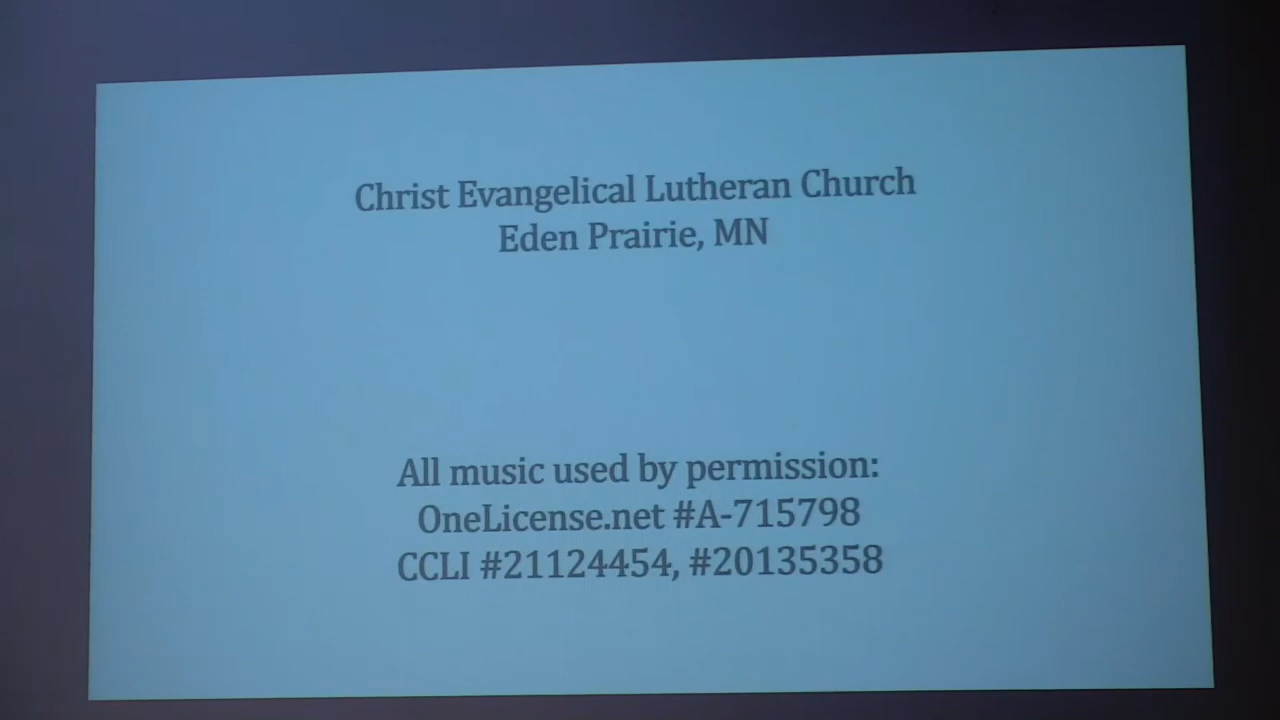 Christ Evangelical Lutheran Church
Eden Prairie, MN
All music used by permission:
OneLicense.net #A-715798
CCLI #21124454, #20135358